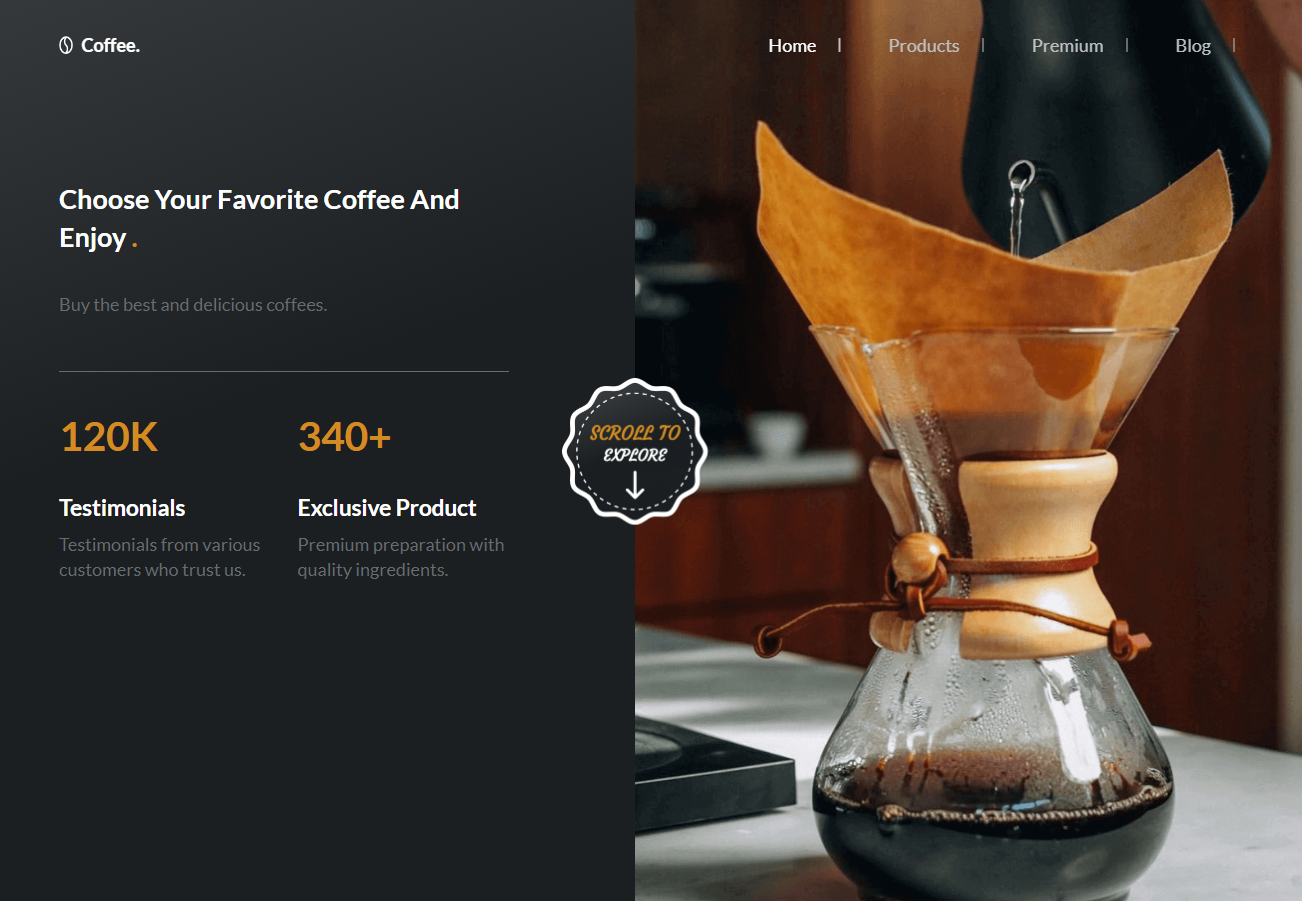 Coffee.
Home | Products | Premium | Blog |
Choose Your Favorite Coffee And
Enjoy .
Buy the best and delicious coffees.
120K
340+
SCROLL TO
EXPLORE
Testimonials
Exclusive Product
Testimonials from various
customers who trust us.
Premium preparation with
quality ingredients.